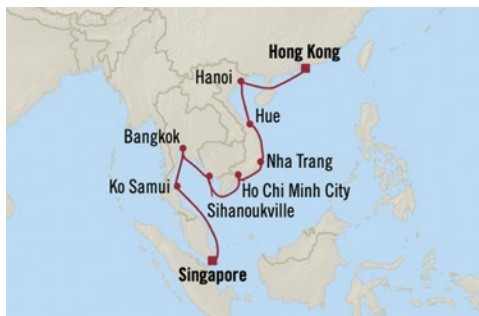 Hong Kong
Hanoi
Hue
Bangkok
Nha Trang
Ko Samui
Ho Chi Minh City
Sihanoukville
Singapore